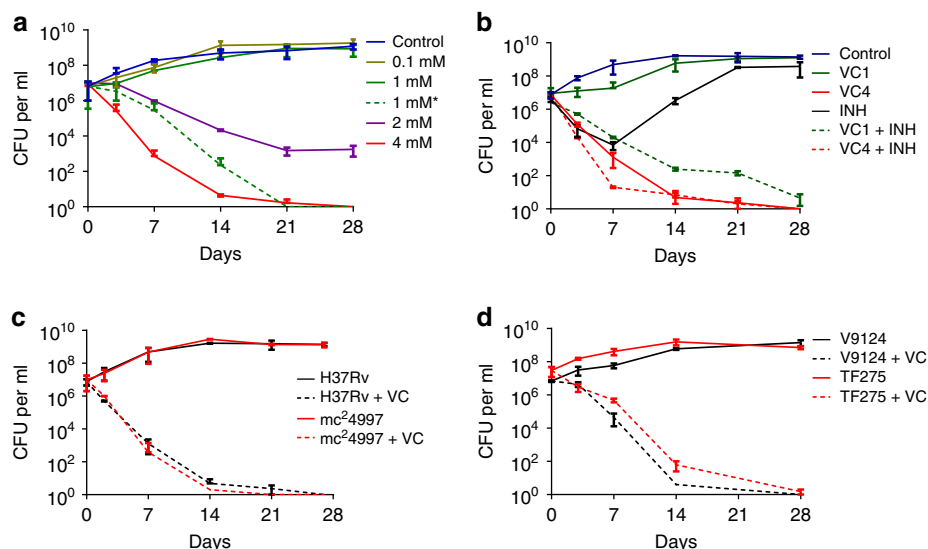 a
CFU per ml
10^10
10^8
10^6
10^4
10^2
10^0
0 7 14 21 28
Days
Control
0.1 mM
1 mM
1 mM*
2 mM
4 mM
b
CFU per ml
10^10
10^8
10^6
10^4
10^2
10^0
0 7 14 21 28
Days
Control
VC1
VC4
INH
VC1 + INH
VC4 + INH
c
CFU per ml
10^10
10^8
10^6
10^4
10^2
10^0
0 7 14 21 28
Days
H37Rv
H37Rv + VC
mc²4997
mc²4997 + VC
d
CFU per ml
10^10
10^8
10^6
10^4
10^2
10^0
0 7 14 21 28
Days
V9124
V9124 + VC
TF275
TF275 + VC